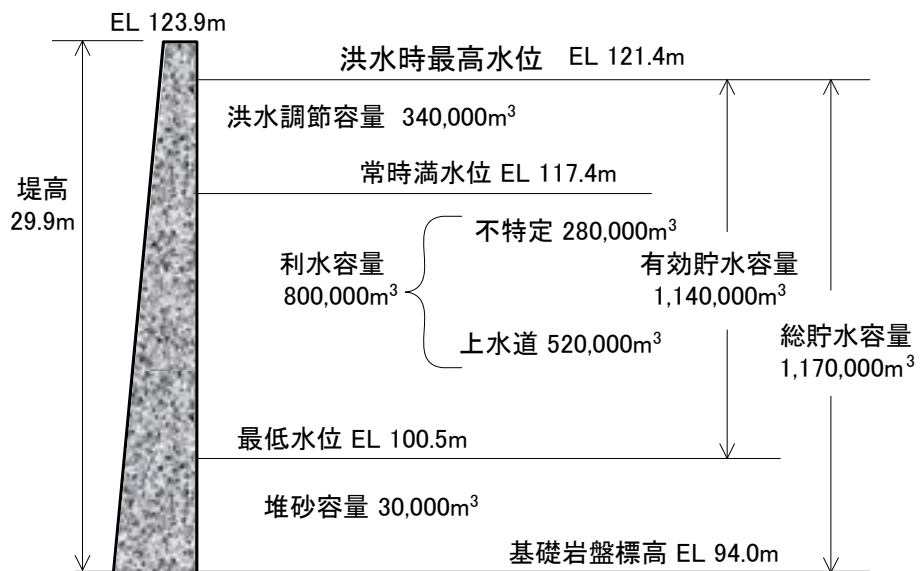 EL 123.9m
洪水時最高水位 EL 121.4m
洪水調節容量 340,000m³
常時満水位 EL 117.4m
堤高
29.9m
不特定 280,000m³
利水容量
800,000m³
有効貯水容量
1,140,000m³
上水道 520,000m³
総貯水容量
1,170,000m³
最低水位 EL 100.5m
堆砂容量 30,000m³
基礎岩盤標高 EL 94.0m